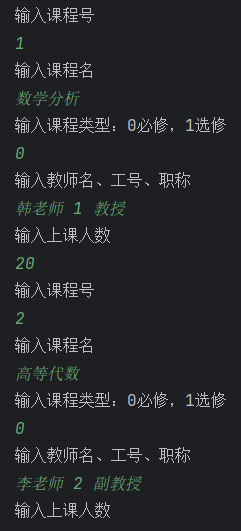 输入课程号
1
输入课程名
数学分析
输入课程类型：0必修，1选修
0
输入教师名、工号、职称
韩老师 1 教授
输入上课人数
20
输入课程号
2
输入课程名
高等代数
输入课程类型：0必修，1选修
0
输入教师名、工号、职称
李老师 2 副教授
输入上课人数